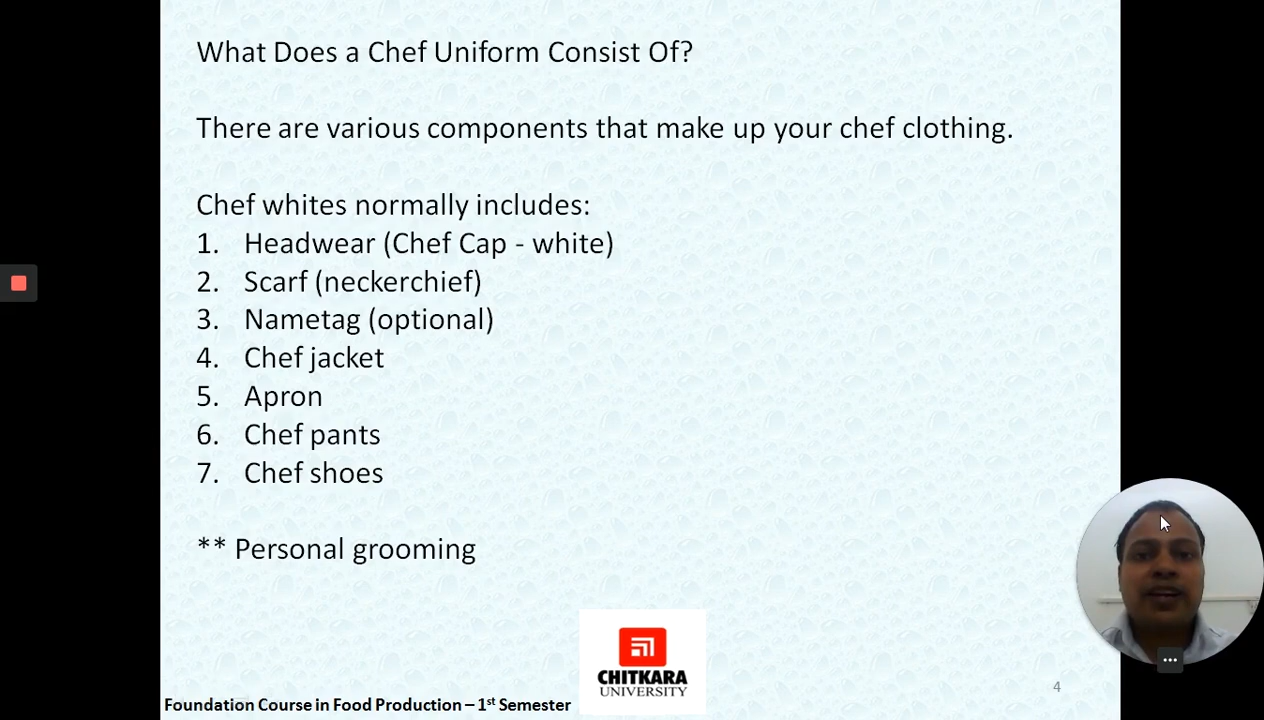 What Does a Chef Uniform Consist Of?
There are various components that make up your chef clothing.
Chef whites normally includes:
1. Headwear (Chef Cap - white)
2. Scarf (neckerchief)
3. Nametag (optional)
4. Chef jacket
5. Apron
6. Chef pants
7. Chef shoes
** Personal grooming
CHITKARA
UNIVERSITY
4
Foundation Course in Food Production – 1st Semester